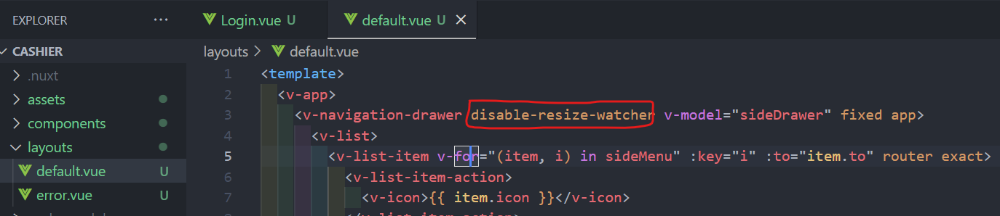 EXPLORER ···
Login.vue U
default.vue U
CASHIER
.nuxt
assets
components
layouts
default.vue U
error.vue U
layouts > default.vue
1 <template>
2 <v-app>
3 <v-navigation-drawer disable-resize-watcher v-model="sideDrawer" fixed app>
4 <v-list>
5 <v-list-item v-for="(item, i) in sideMenu" :key="i" :to="item.to" router exact>
6 <v-list-item-action>
7 <v-icon>{{ item.icon }}</v-icon>